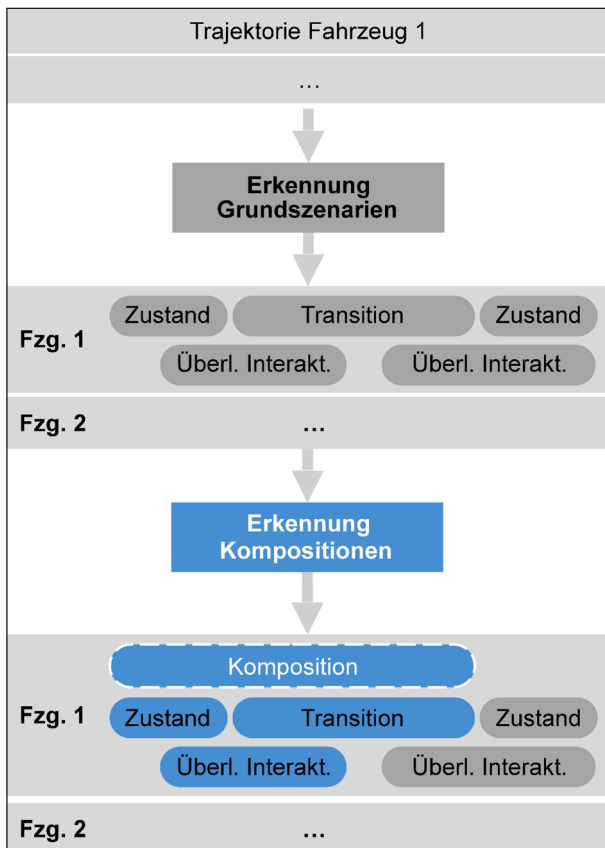 Trajektorie Fahrzeug 1
...
Erkennung
Grundszenarien
Zustand Transition Zustand
Fzg. 1
Überl. Interakt. Überl. Interakt.
Fzg. 2 ...
Erkennung
Kompositionen
Komposition
Fzg. 1 Zustand Transition Zustand
Überl. Interakt. Überl. Interakt.
Fzg. 2 ...